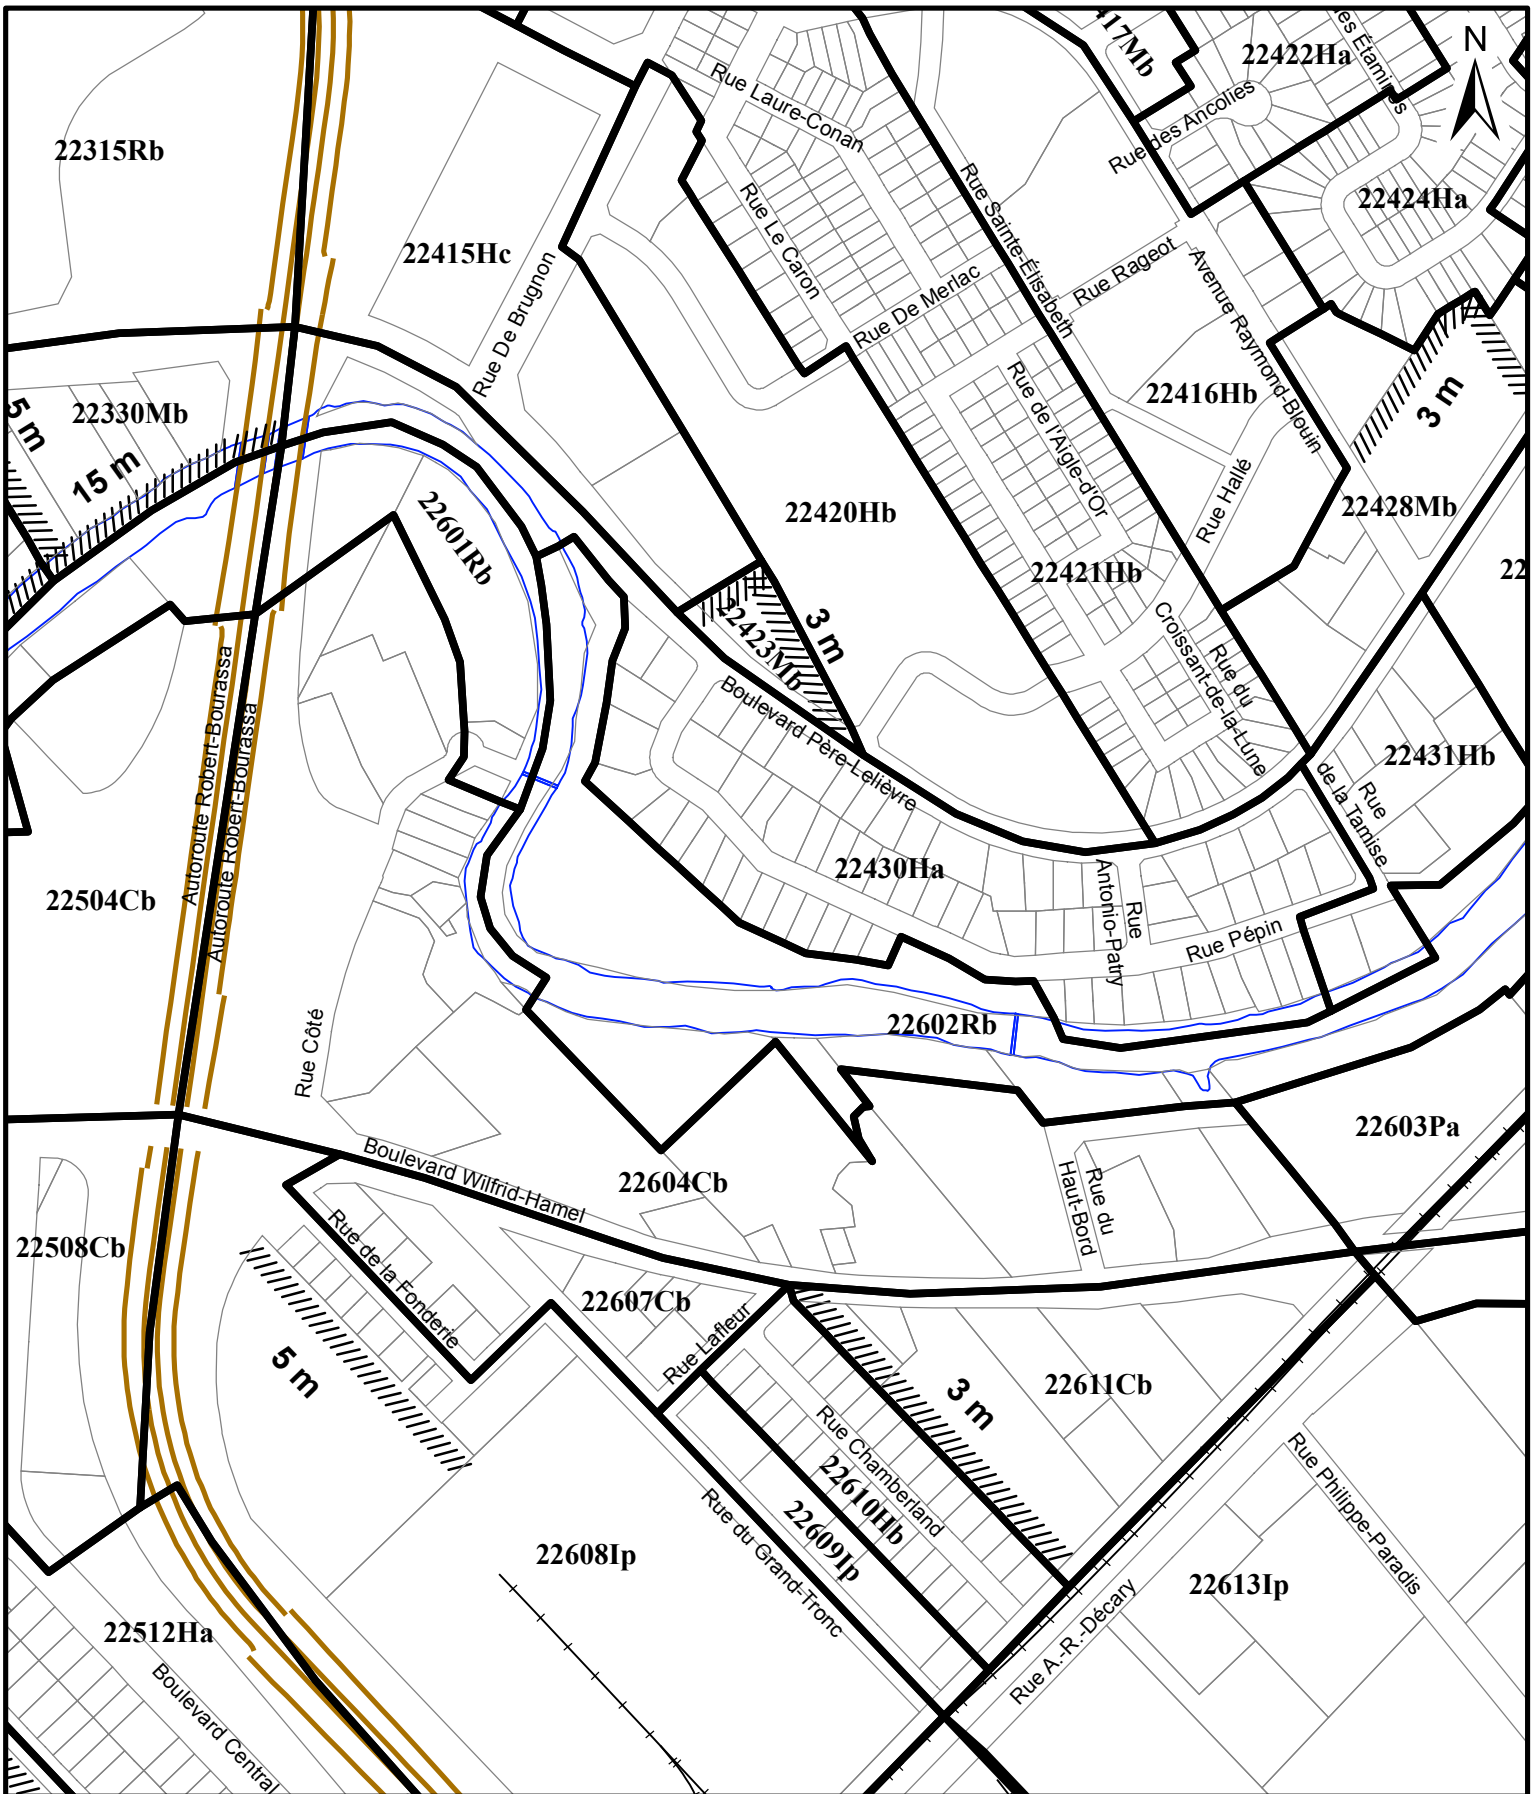 417Mb
22422Ha
Rue des Ancolies
N
22315Rb
Rue Laure-Conan
22424Ha
22415Hc
Rue Le Caron
Rue Sainte-Élisabeth
Rue Rageot
Rue De Merlac
Rue De Brugnon
Avenue Raymond-Blouin
22416Hb
3 m
5 m
22330Mb
15 m
Rue de l'Aigle-d'Or
Rue Hallé
22428Mb
22601Rb
22420Hb
22421Hb
22
22423Mb
3 m
Croissant-de-la-Lune
Rue du
Autoroute Robert-Bourassa
Autoroute Robert-Bourassa
Boulevard Père-Lelièvre
22431Hb
Rue
de la Tamise
22430Ha
22504Cb
Rue
Antonio-Patry
Rue Pépin
22602Rb
Rue Côté
22603Pa
Boulevard Wilfrid-Hamel
22604Cb
Rue du
Haut-Bord
22508Cb
Rue de la Fonderie
22607Cb
Rue Lafleur
5 m
3 m
22611Cb
Rue Chamberland
22610Hb
22609Ip
Rue du Grand-Tronc
Rue Philippe-Paradis
22608Ip
22613Ip
Rue A.-R.-Décary
22512Ha
Boulevard Central